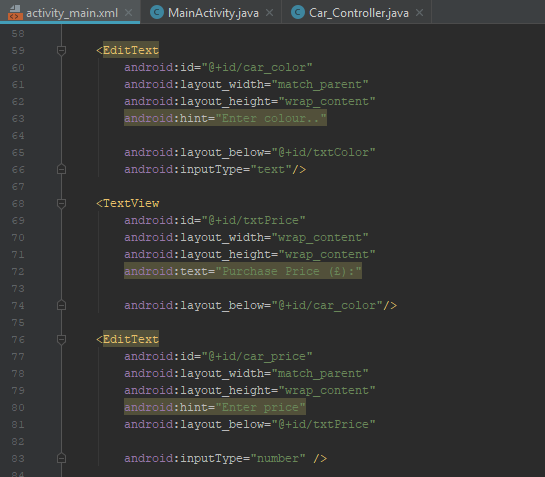 activity_main.xml × MainActivity.java × Car_Controller.java ×
58
59 <EditText
60 android:id="@+id/car_color"
61 android:layout_width="match_parent"
62 android:layout_height="wrap_content"
63 android:hint="Enter colour.."
64
65 android:layout_below="@+id/txtColor"
66 android:inputType="text"/>
67
68 <TextView
69 android:id="@+id/txtPrice"
70 android:layout_width="wrap_content"
71 android:layout_height="wrap_content"
72 android:text="Purchase Price (£):"
73
74 android:layout_below="@+id/car_color"/>
75
76 <EditText
77 android:id="@+id/car_price"
78 android:layout_width="match_parent"
79 android:layout_height="wrap_content"
80 android:hint="Enter price"
81 android:layout_below="@+id/txtPrice"
82
83 android:inputType="number" />
84